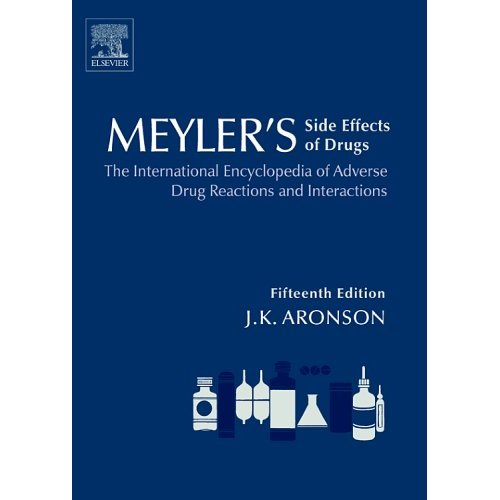 ELSEVIER
MEYLER'S Side Effects of Drugs
The International Encyclopedia of Adverse
Drug Reactions and Interactions
Fifteenth Edition
J.K. ARONSON